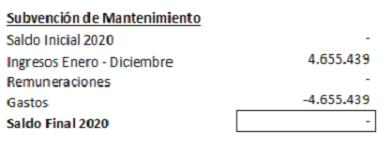 Subvención de Mantenimiento
Saldo Inicial 2020 -
Ingresos Enero - Diciembre 4.655.439
Remuneraciones -
Gastos -4.655.439
Saldo Final 2020 -